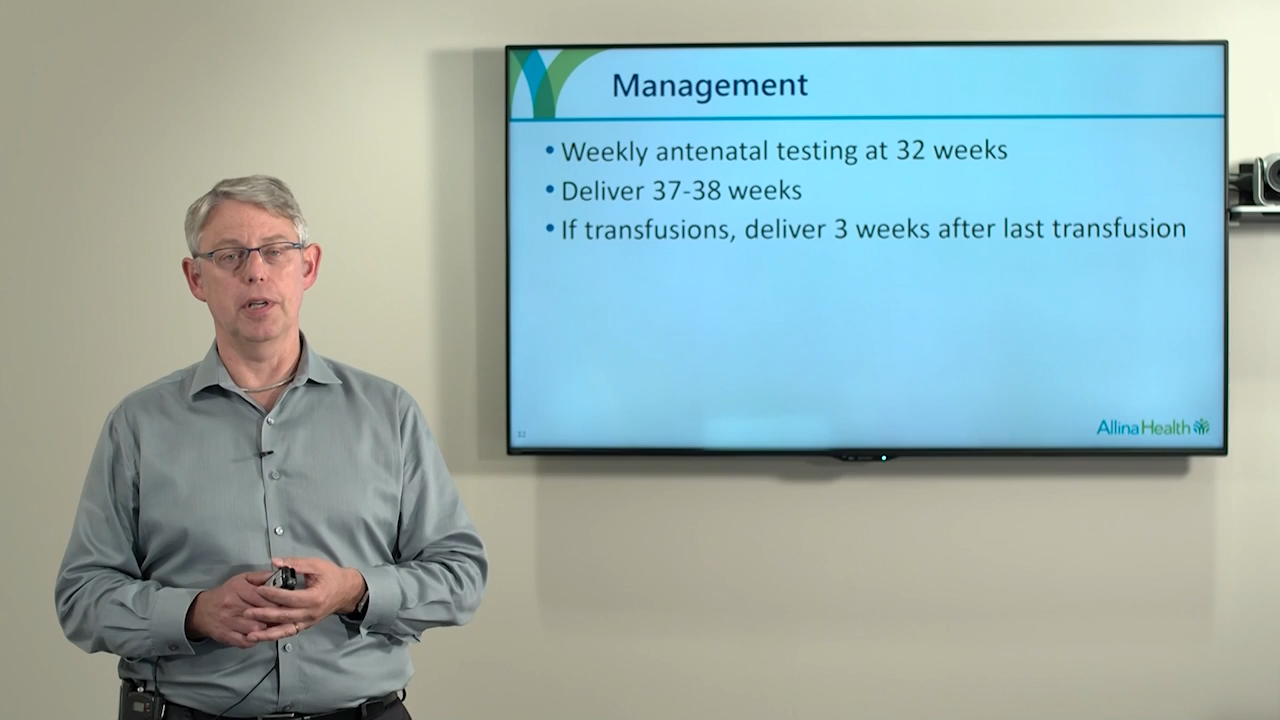 Management
• Weekly antenatal testing at 32 weeks
• Deliver 37-38 weeks
• If transfusions, deliver 3 weeks after last transfusion
32
AllinaHealth